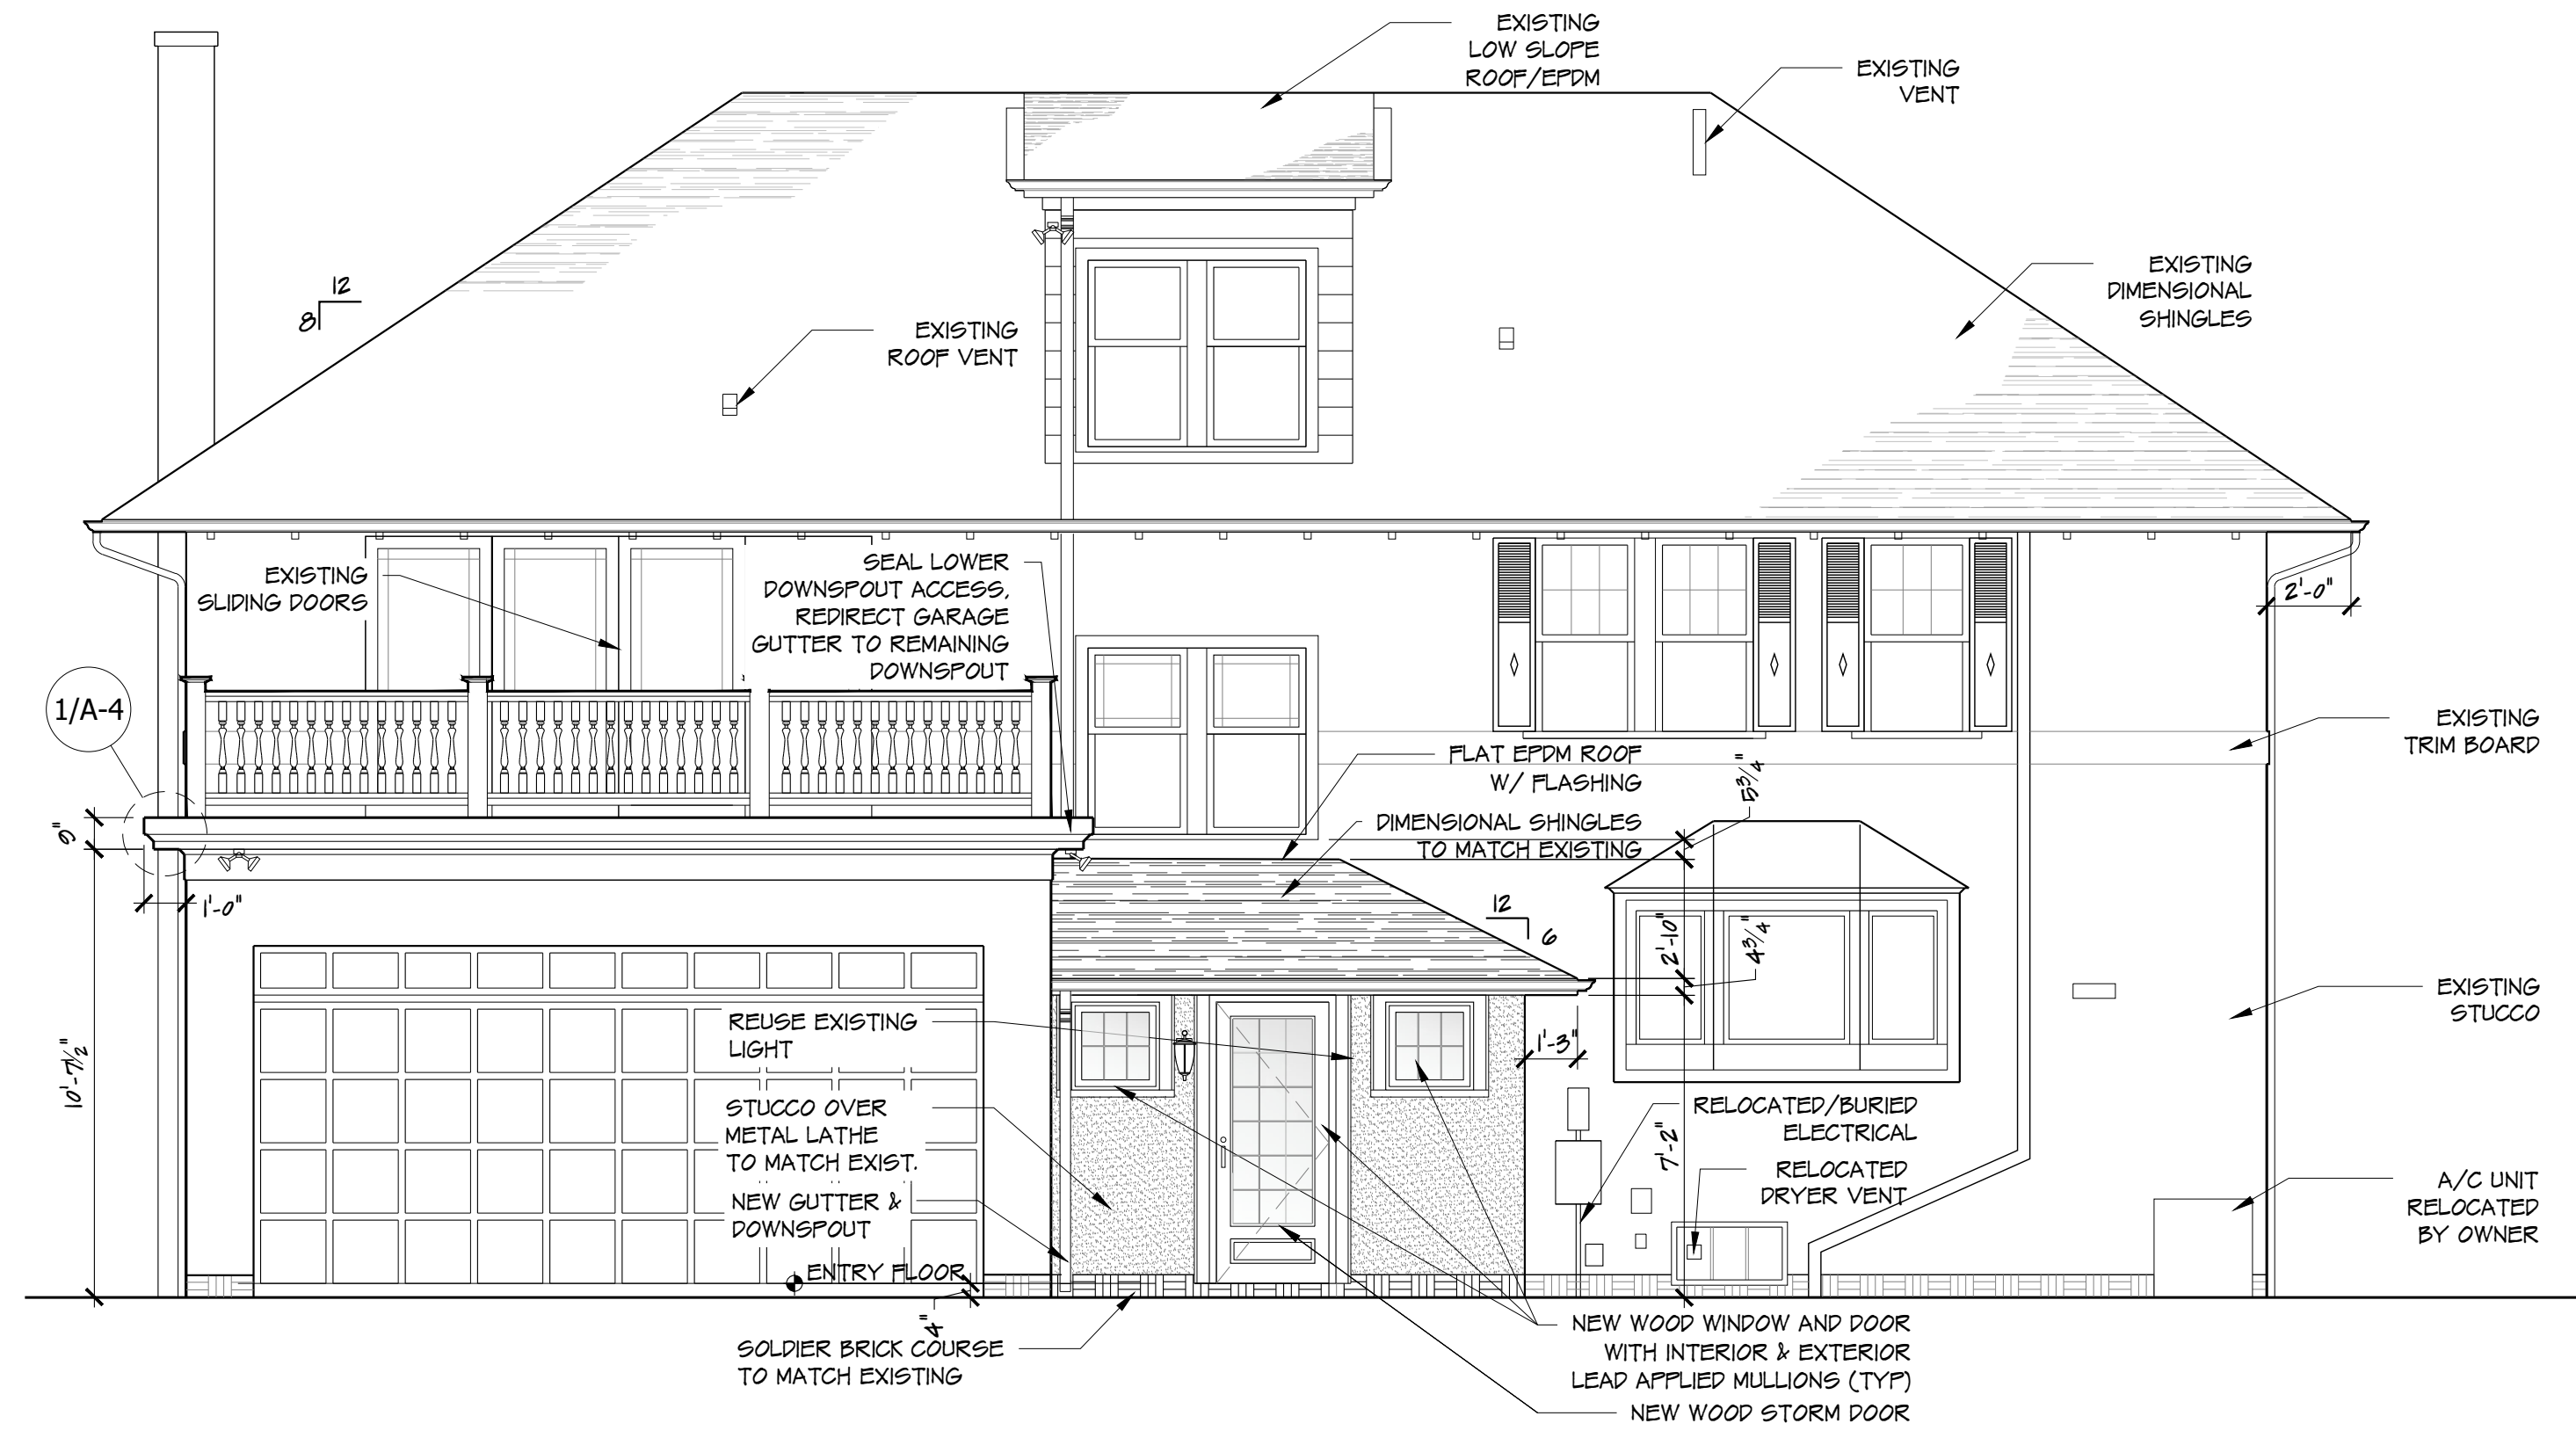 EXISTING
LOW SLOPE
ROOF/EPDM
EXISTING
VENT
EXISTING
DIMENSIONAL
SHINGLES
12
8
EXISTING
ROOF VENT
EXISTING
SLIDING DOORS
SEAL LOWER
DOWNSPOUT ACCESS,
REDIRECT GARAGE
GUTTER TO REMAINING
DOWNSPOUT
2'-0"
1/A-4
EXISTING
TRIM BOARD
FLAT EPDM ROOF
W/ FLASHING
5 3/4"
DIMENSIONAL SHINGLES
TO MATCH EXISTING
9"
1'-0"
12
6
2'-10"
4 3/4"
EXISTING
STUCCO
REUSE EXISTING
LIGHT
1'-3"
10'-7 1/2"
STUCCO OVER
METAL LATHE
TO MATCH EXIST.
RELOCATED/BURIED
ELECTRICAL
7'-2"
RELOCATED
DRYER VENT
A/C UNIT
RELOCATED
BY OWNER
NEW GUTTER &
DOWNSPOUT
ENTRY FLOOR
4"
SOLDIER BRICK COURSE
TO MATCH EXISTING
NEW WOOD WINDOW AND DOOR
WITH INTERIOR & EXTERIOR
LEAD APPLIED MULLIONS (TYP)
NEW WOOD STORM DOOR